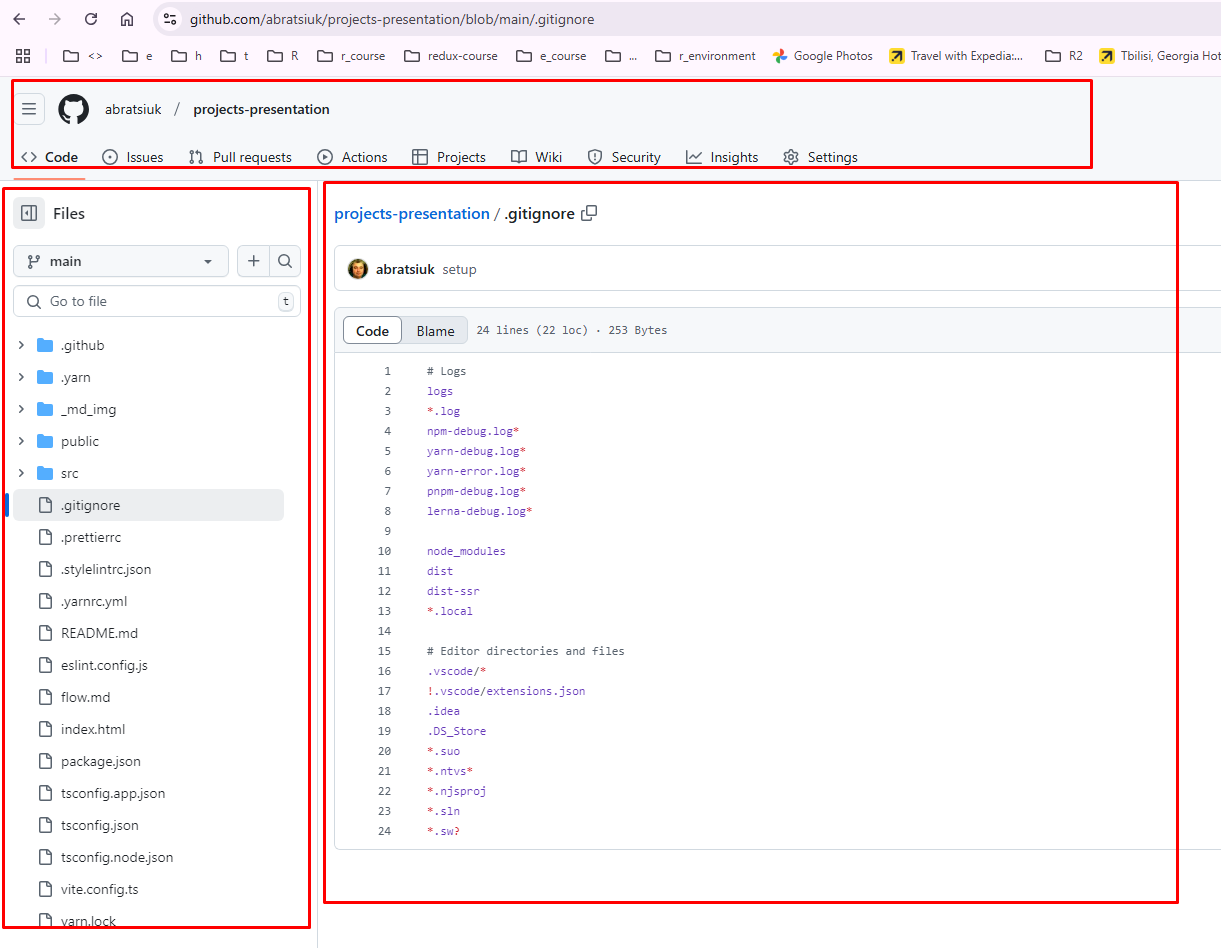 github.com/abratsiuk/projects-presentation/blob/main/.gitignore
<> e h t R r_course redux-course e_course ... r_environment Google Photos Travel with Expedia:... R2 Tbilisi, Georgia Hot
abratsiuk / projects-presentation
Code Issues Pull requests Actions Projects Wiki Security Insights Settings
Files
main
Go to file t
.github
.yarn
_md_img
public
src
.gitignore
.prettierrc
.stylelintrc.json
.yarnrc.yml
README.md
eslint.config.js
flow.md
index.html
package.json
tsconfig.app.json
tsconfig.json
tsconfig.node.json
vite.config.ts
yarn.lock
projects-presentation / .gitignore
abratsiuk setup
Code Blame 24 lines (22 loc) · 253 Bytes
1 # Logs
2 logs
3 *.log
4 npm-debug.log*
5 yarn-debug.log*
6 yarn-error.log*
7 pnpm-debug.log*
8 lerna-debug.log*
9
10 node_modules
11 dist
12 dist-ssr
13 *.local
14
15 # Editor directories and files
16 .vscode/*
17 !.vscode/extensions.json
18 .idea
19 .DS_Store
20 *.suo
21 *.ntvs*
22 *.njsproj
23 *.sln
24 *.sw?